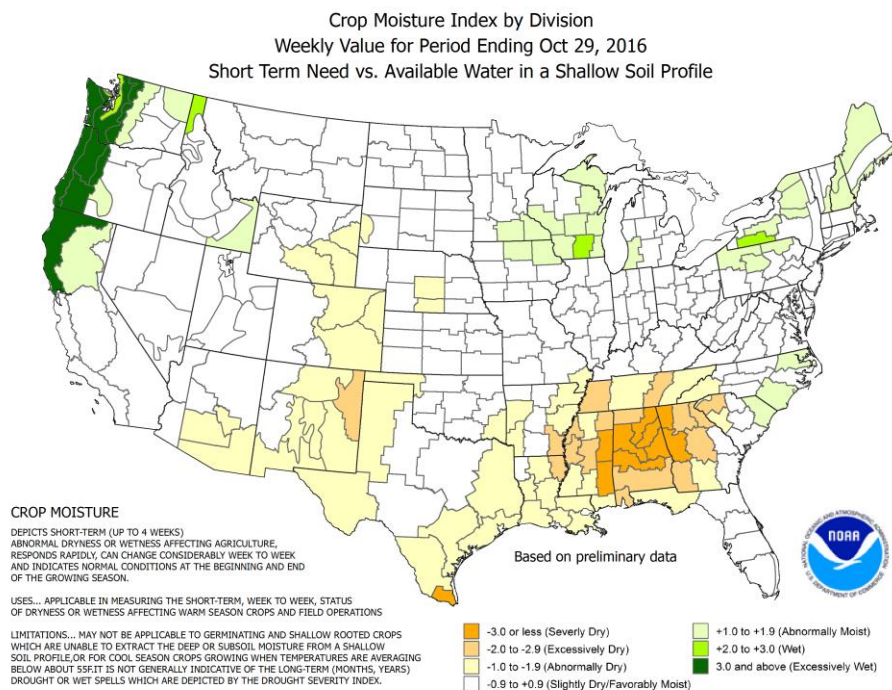 Crop Moisture Index by Division
Weekly Value for Period Ending Oct 29, 2016
Short Term Need vs. Available Water in a Shallow Soil Profile
CROP MOISTURE
DEPICTS SHORT-TERM (UP TO 4 WEEKS)
ABNORMAL DRYNESS OR WETNESS AFFECTING AGRICULTURE,
RESPONDS RAPIDLY, CAN CHANGE CONSIDERABLY WEEK TO WEEK
AND INDICATES NORMAL CONDITIONS AT THE BEGINNING AND END
OF THE GROWING SEASON.
USES... APPLICABLE IN MEASURING THE SHORT-TERM, WEEK TO WEEK, STATUS
OF DRYNESS OR WETNESS AFFECTING WARM SEASON CROPS AND FIELD OPERATIONS
LIMITATIONS... MAY NOT BE APPLICABLE TO GERMINATING AND SHALLOW ROOTED CROPS
WHICH ARE UNABLE TO EXTRACT THE DEEP OR SUBSOIL MOISTURE FROM A SHALLOW
SOIL PROFILE,OR FOR COOL SEASON CROPS GROWING WHEN TEMPERATURES ARE AVERAGING
BELOW ABOUT 55F.IT IS NOT GENERALLY INDICATIVE OF THE LONG-TERM (MONTHS, YEARS)
DROUGHT OR WET SPELLS WHICH ARE DEPICTED BY THE DROUGHT SEVERITY INDEX.
Based on preliminary data
-3.0 or less (Severly Dry)
-2.0 to -2.9 (Excessively Dry)
-1.0 to -1.9 (Abnormally Dry)
-0.9 to +0.9 (Slightly Dry/Favorably Moist)
+1.0 to +1.9 (Abnormally Moist)
+2.0 to +3.0 (Wet)
3.0 and above (Excessively Wet)
NATIONAL OCEANIC AND ATMOSPHERIC ADMINISTRATION
NOAA
U.S. DEPARTMENT OF COMMERCE